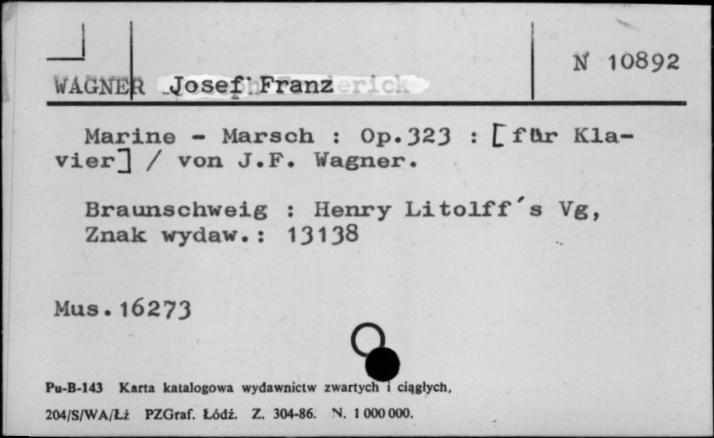 N 10892
WAGNER Josef Franz
Marine - Marsch : Op.323 : [für Kla-
vier] / von J.F. Wagner.
Braunschweig : Henry Litolff´s Vg,
Znak wydaw.: 13138
Mus.16273
Pu-B-143 Karta katalogowa wydawnictw zwartych i ciągłych,
204/S/WA/Łź PZGraf. Łódź. Z. 304-86. N. 1 000 000.